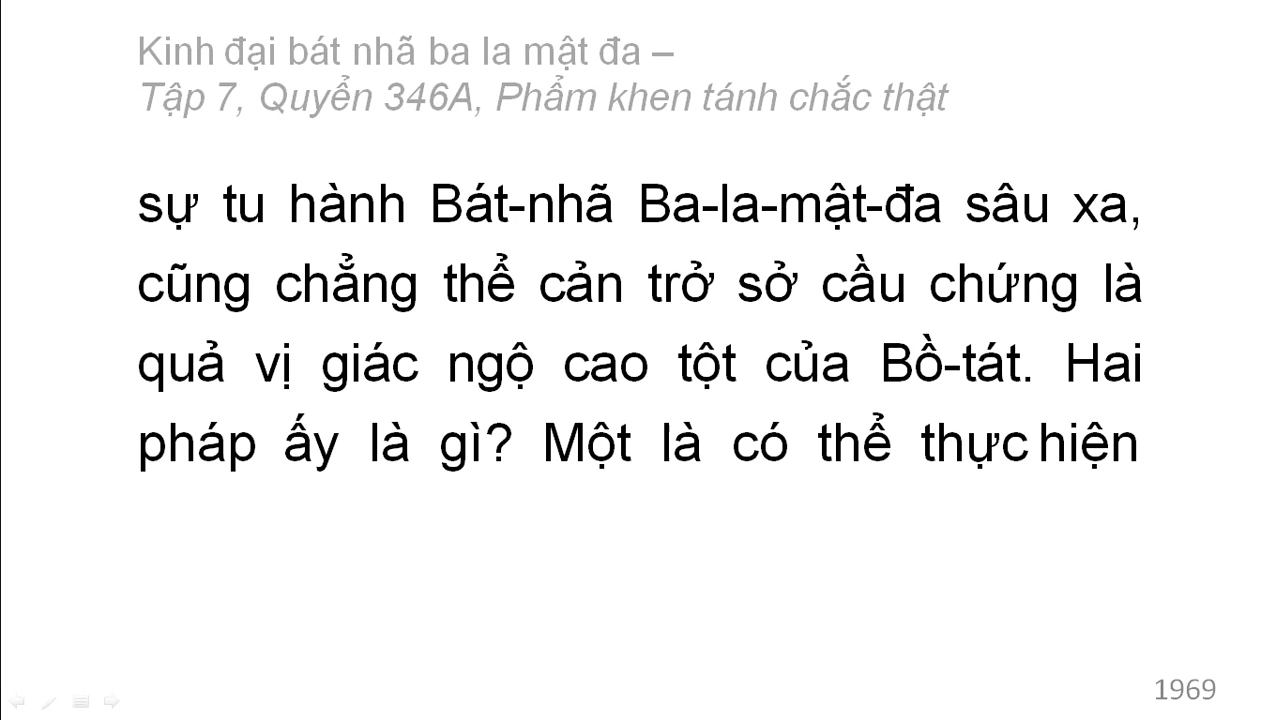 Kinh đại bát nhã ba la mật đa –
Tập 7, Quyển 346A, Phẩm khen tánh chắc thật
sự tu hành Bát-nhã Ba-la-mật-đa sâu xa,
cũng chẳng thể cản trở sở cầu chứng là
quả vị giác ngộ cao tột của Bồ-tát. Hai
pháp ấy là gì? Một là có thể thực hiện
1969